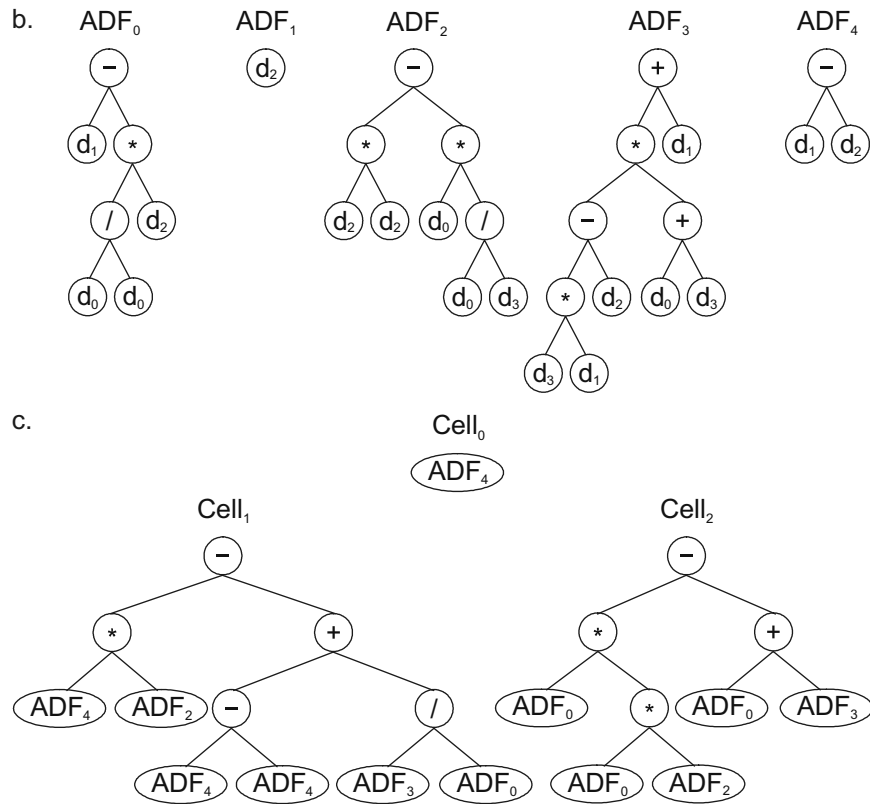 b. ADF₀ ADF₁ ADF₂ ADF₃ ADF₄
− d₂ − + −
d₁ * * * * d₁ d₁ d₂
/ d₂ d₂ d₂ d₀ / − +
d₀ d₀ d₀ d₃ * d₂ d₀ d₃
d₃ d₁
c. Cell₀
ADF₄
Cell₁ Cell₂
− −
* + * +
ADF₄ ADF₂ − / ADF₀ * ADF₀ ADF₃
ADF₄ ADF₄ ADF₃ ADF₀ ADF₀ ADF₂